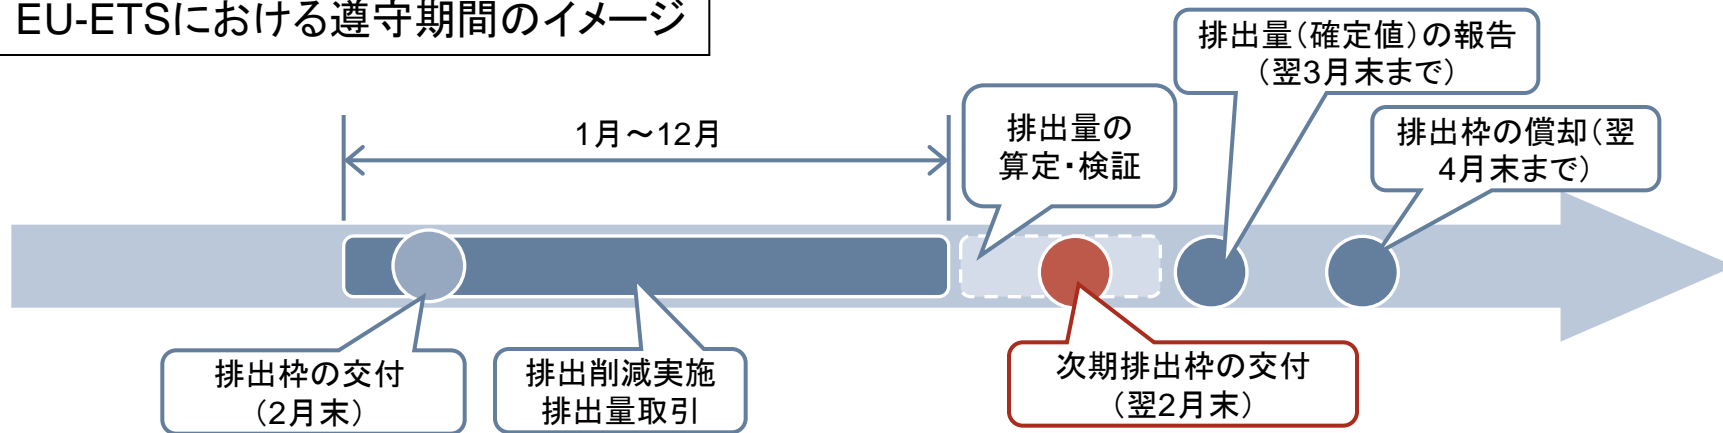 EU-ETSにおける遵守期間のイメージ
1月～12月
排出量の
算定・検証
排出量（確定値）の報告
（翌3月末まで）
排出枠の償却（翌
4月末まで）
排出枠の交付
（2月末）
排出削減実施
排出量取引
次期排出枠の交付
（翌2月末）